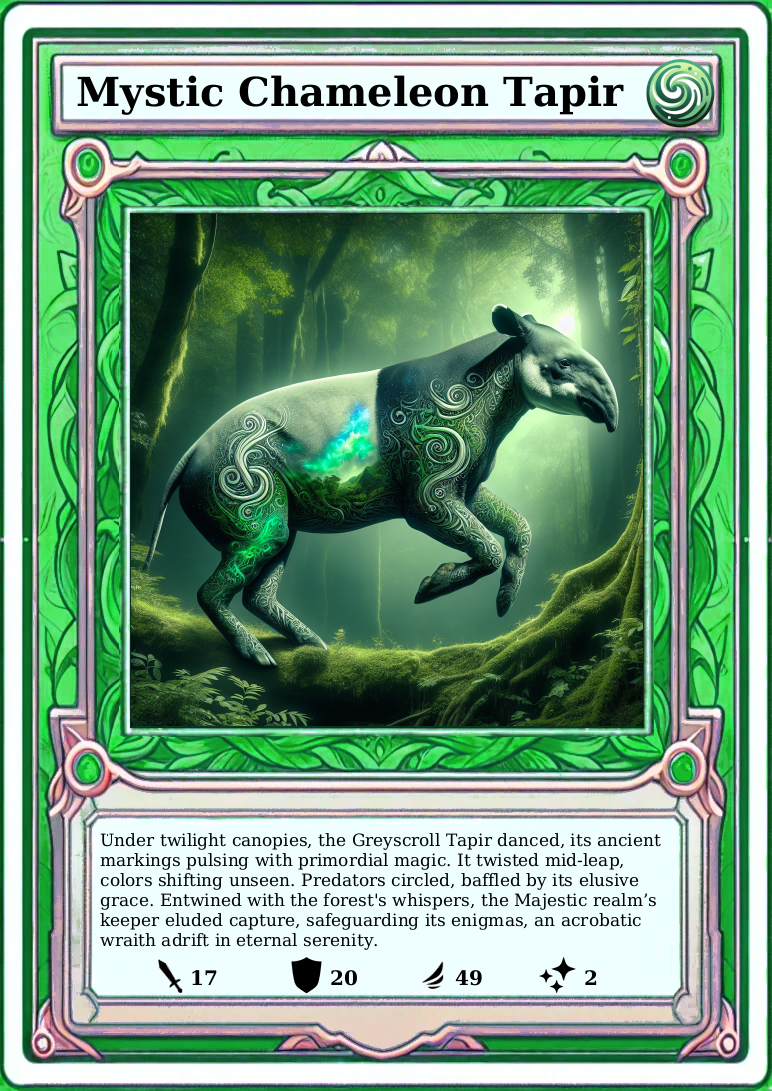 Mystic Chameleon Tapir
Under twilight canopies, the Greyscroll Tapir danced, its ancient
markings pulsing with primordial magic. It twisted mid-leap,
colors shifting unseen. Predators circled, baffled by its elusive
grace. Entwined with the forest's whispers, the Majestic realm’s
keeper eluded capture, safeguarding its enigmas, an acrobatic
wraith adrift in eternal serenity.
17 20 49 2